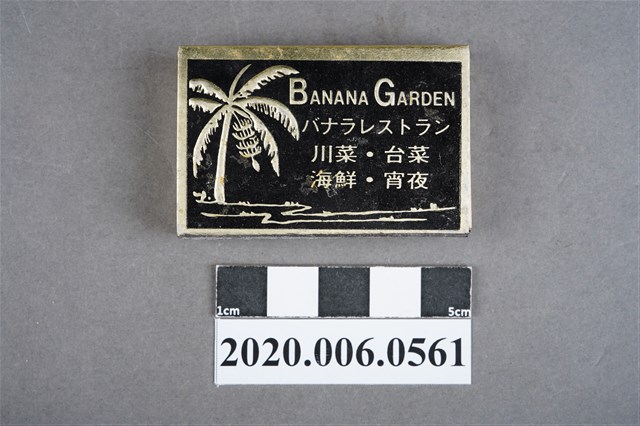 BANANA GARDEN
バナラレストラン
川菜・台菜
海鮮・宵夜
1cm 5cm
2020.006.0561